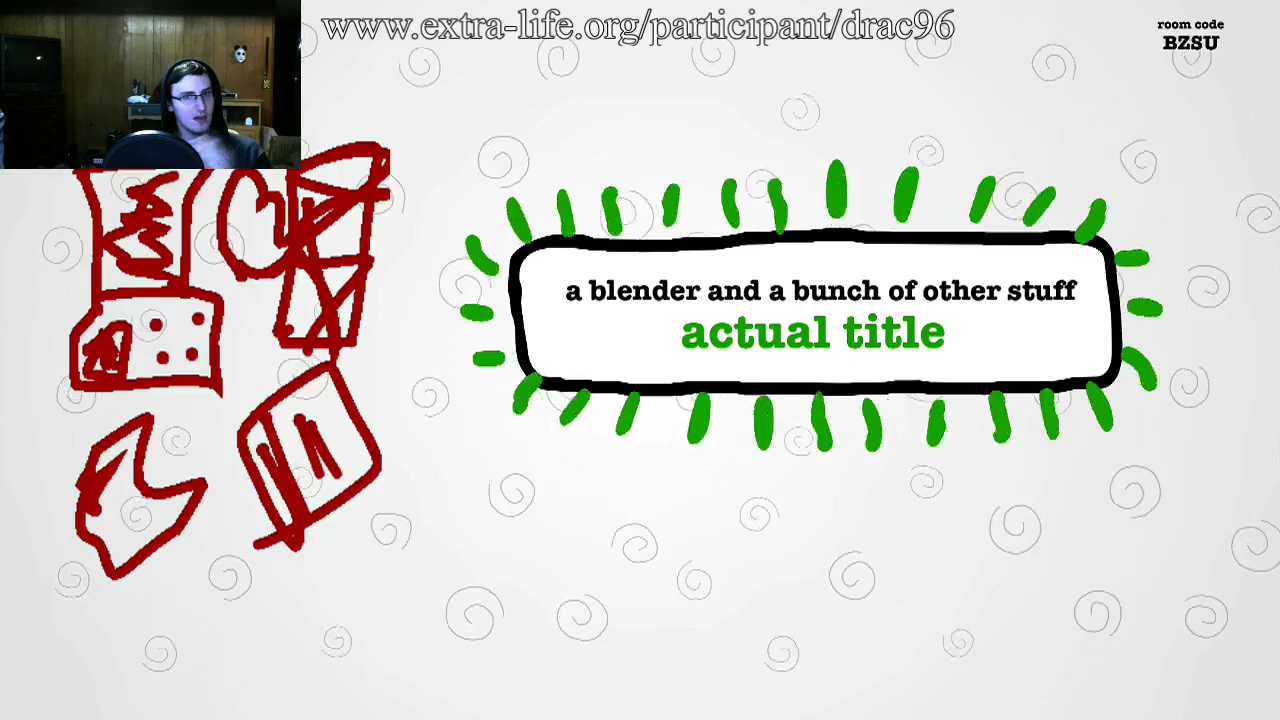 www.extra-life.org/participant/drac96
room code
BZSU
a blender and a bunch of other stuff
actual title